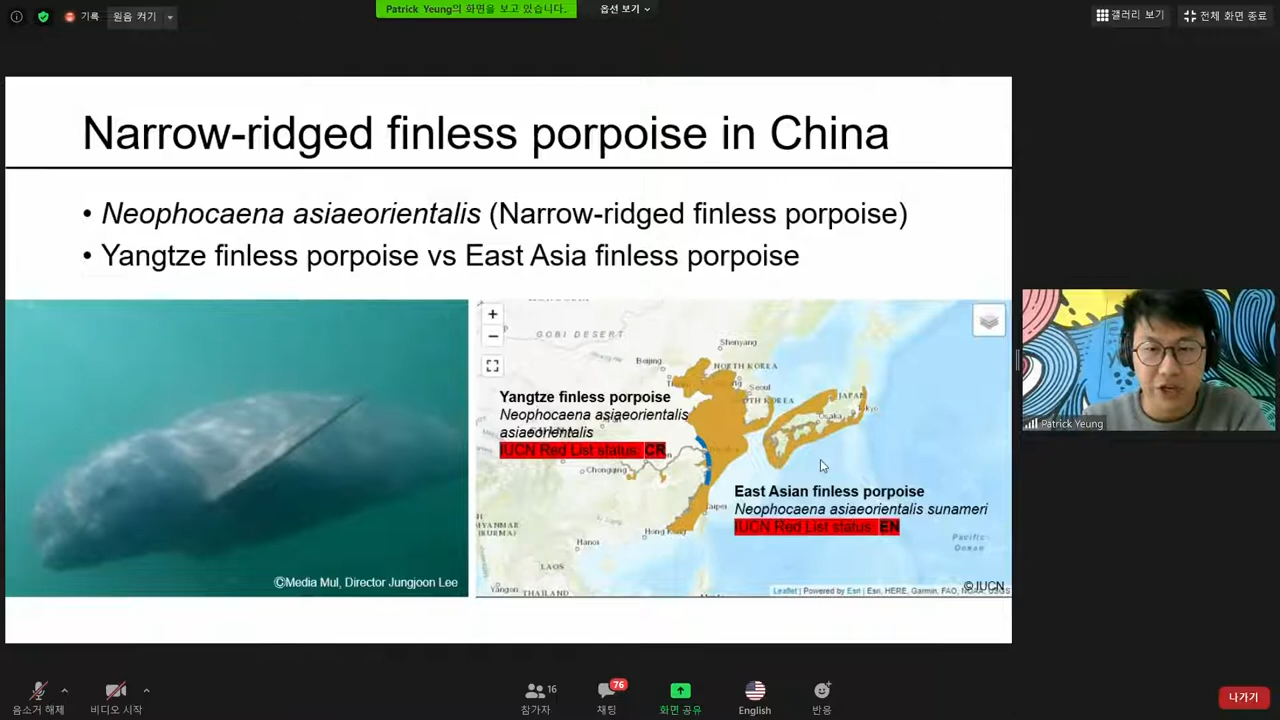 기록
원음 켜기
Patrick Yeung의 화면을 보고 있습니다.
옵션 보기
갤러리 보기
전체 화면 종료
Narrow-ridged finless porpoise in China
• Neophocaena asiaeorientalis (Narrow-ridged finless porpoise)
• Yangtze finless porpoise vs East Asia finless porpoise
©Media Mul, Director Jungjoon Lee
GOBI DESERT
Shenyang
Beijing
NORTH KOREA
Seoul
JAPAN
Tokyo
Osaka
Yangtze finless porpoise
Neophocaena asiaeorientalis
asiaeorientalis
IUCN Red List status: CR
Chongqing
East Asian finless porpoise
Neophocaena asiaeorientalis sunameri
IUCN Red List status: EN
Taipei
Hong Kong
MYANMAR
(BURMA)
Hanoi
LAOS
Yangon
THAILAND
Pacific
Ocean
©IUCN
Leaflet | Powered by Esri | Esri, HERE, Garmin, FAO, NOAA, USGS
Patrick Yeung
음소거 해제
비디오 시작
16
참가자
76
채팅
화면 공유
English
반응
나가기